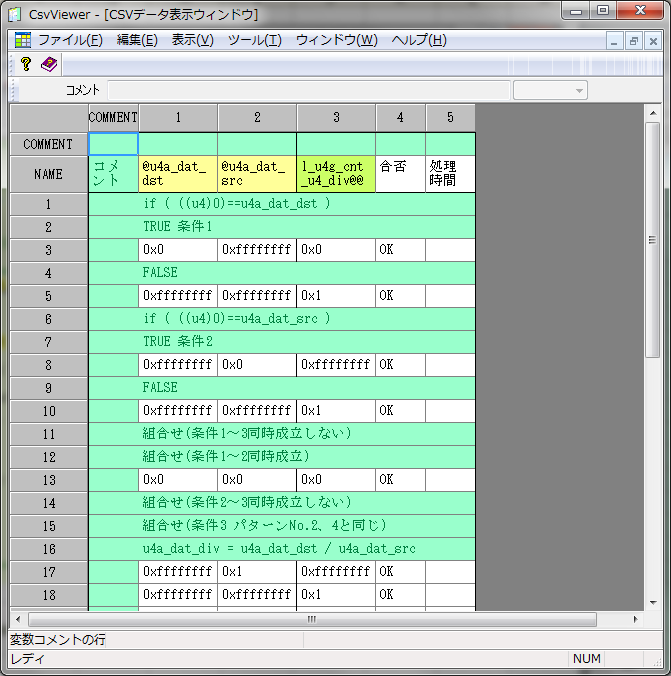 CsvViewer - [CSVデータ表示ウィンドウ]
ファイル(F) 編集(E) 表示(V) ツール(T) ウィンドウ(W) ヘルプ(H)
コメント
COMMENT 1 2 3 4 5
COMMENT
NAME コメント @u4a_dat_dst @u4a_dat_src l_u4g_cnt_u4_div@@ 合否 処理時間
1 if ( ((u4)0)==u4a_dat_dst )
2 TRUE 条件1
3 0x0 0xffffffff 0x0 OK
4 FALSE
5 0xffffffff 0xffffffff 0x1 OK
6 if ( ((u4)0)==u4a_dat_src )
7 TRUE 条件2
8 0xffffffff 0x0 0xffffffff OK
9 FALSE
10 0xffffffff 0xffffffff 0x1 OK
11 組合せ(条件1～3同時成立しない)
12 組合せ(条件1～2同時成立)
13 0x0 0x0 0x0 OK
14 組合せ(条件2～3同時成立しない)
15 組合せ(条件3 パターンNo.2、4と同じ)
16 u4a_dat_div = u4a_dat_dst / u4a_dat_src
17 0xffffffff 0x1 0xffffffff OK
18 0xffffffff 0xffffffff 0x1 OK
変数コメントの行
レディ NUM